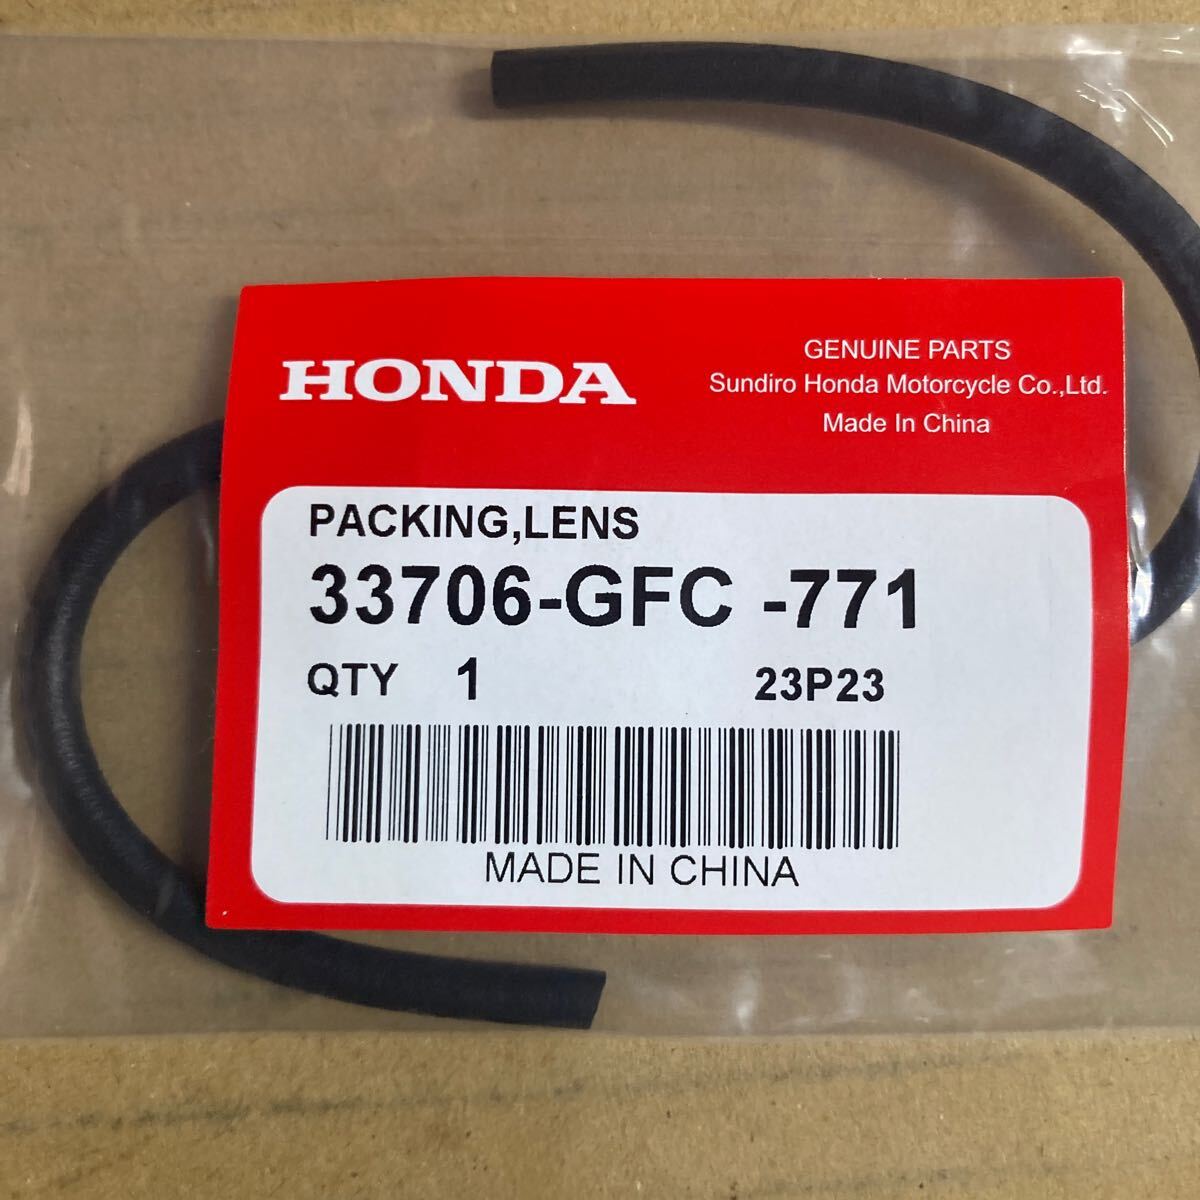 HONDA
GENUINE PARTS
Sundiro Honda Motorcycle Co.,Ltd.
Made In China
PACKING,LENS
33706-GFC -771
QTY 1 23P23
MADE IN CHINA